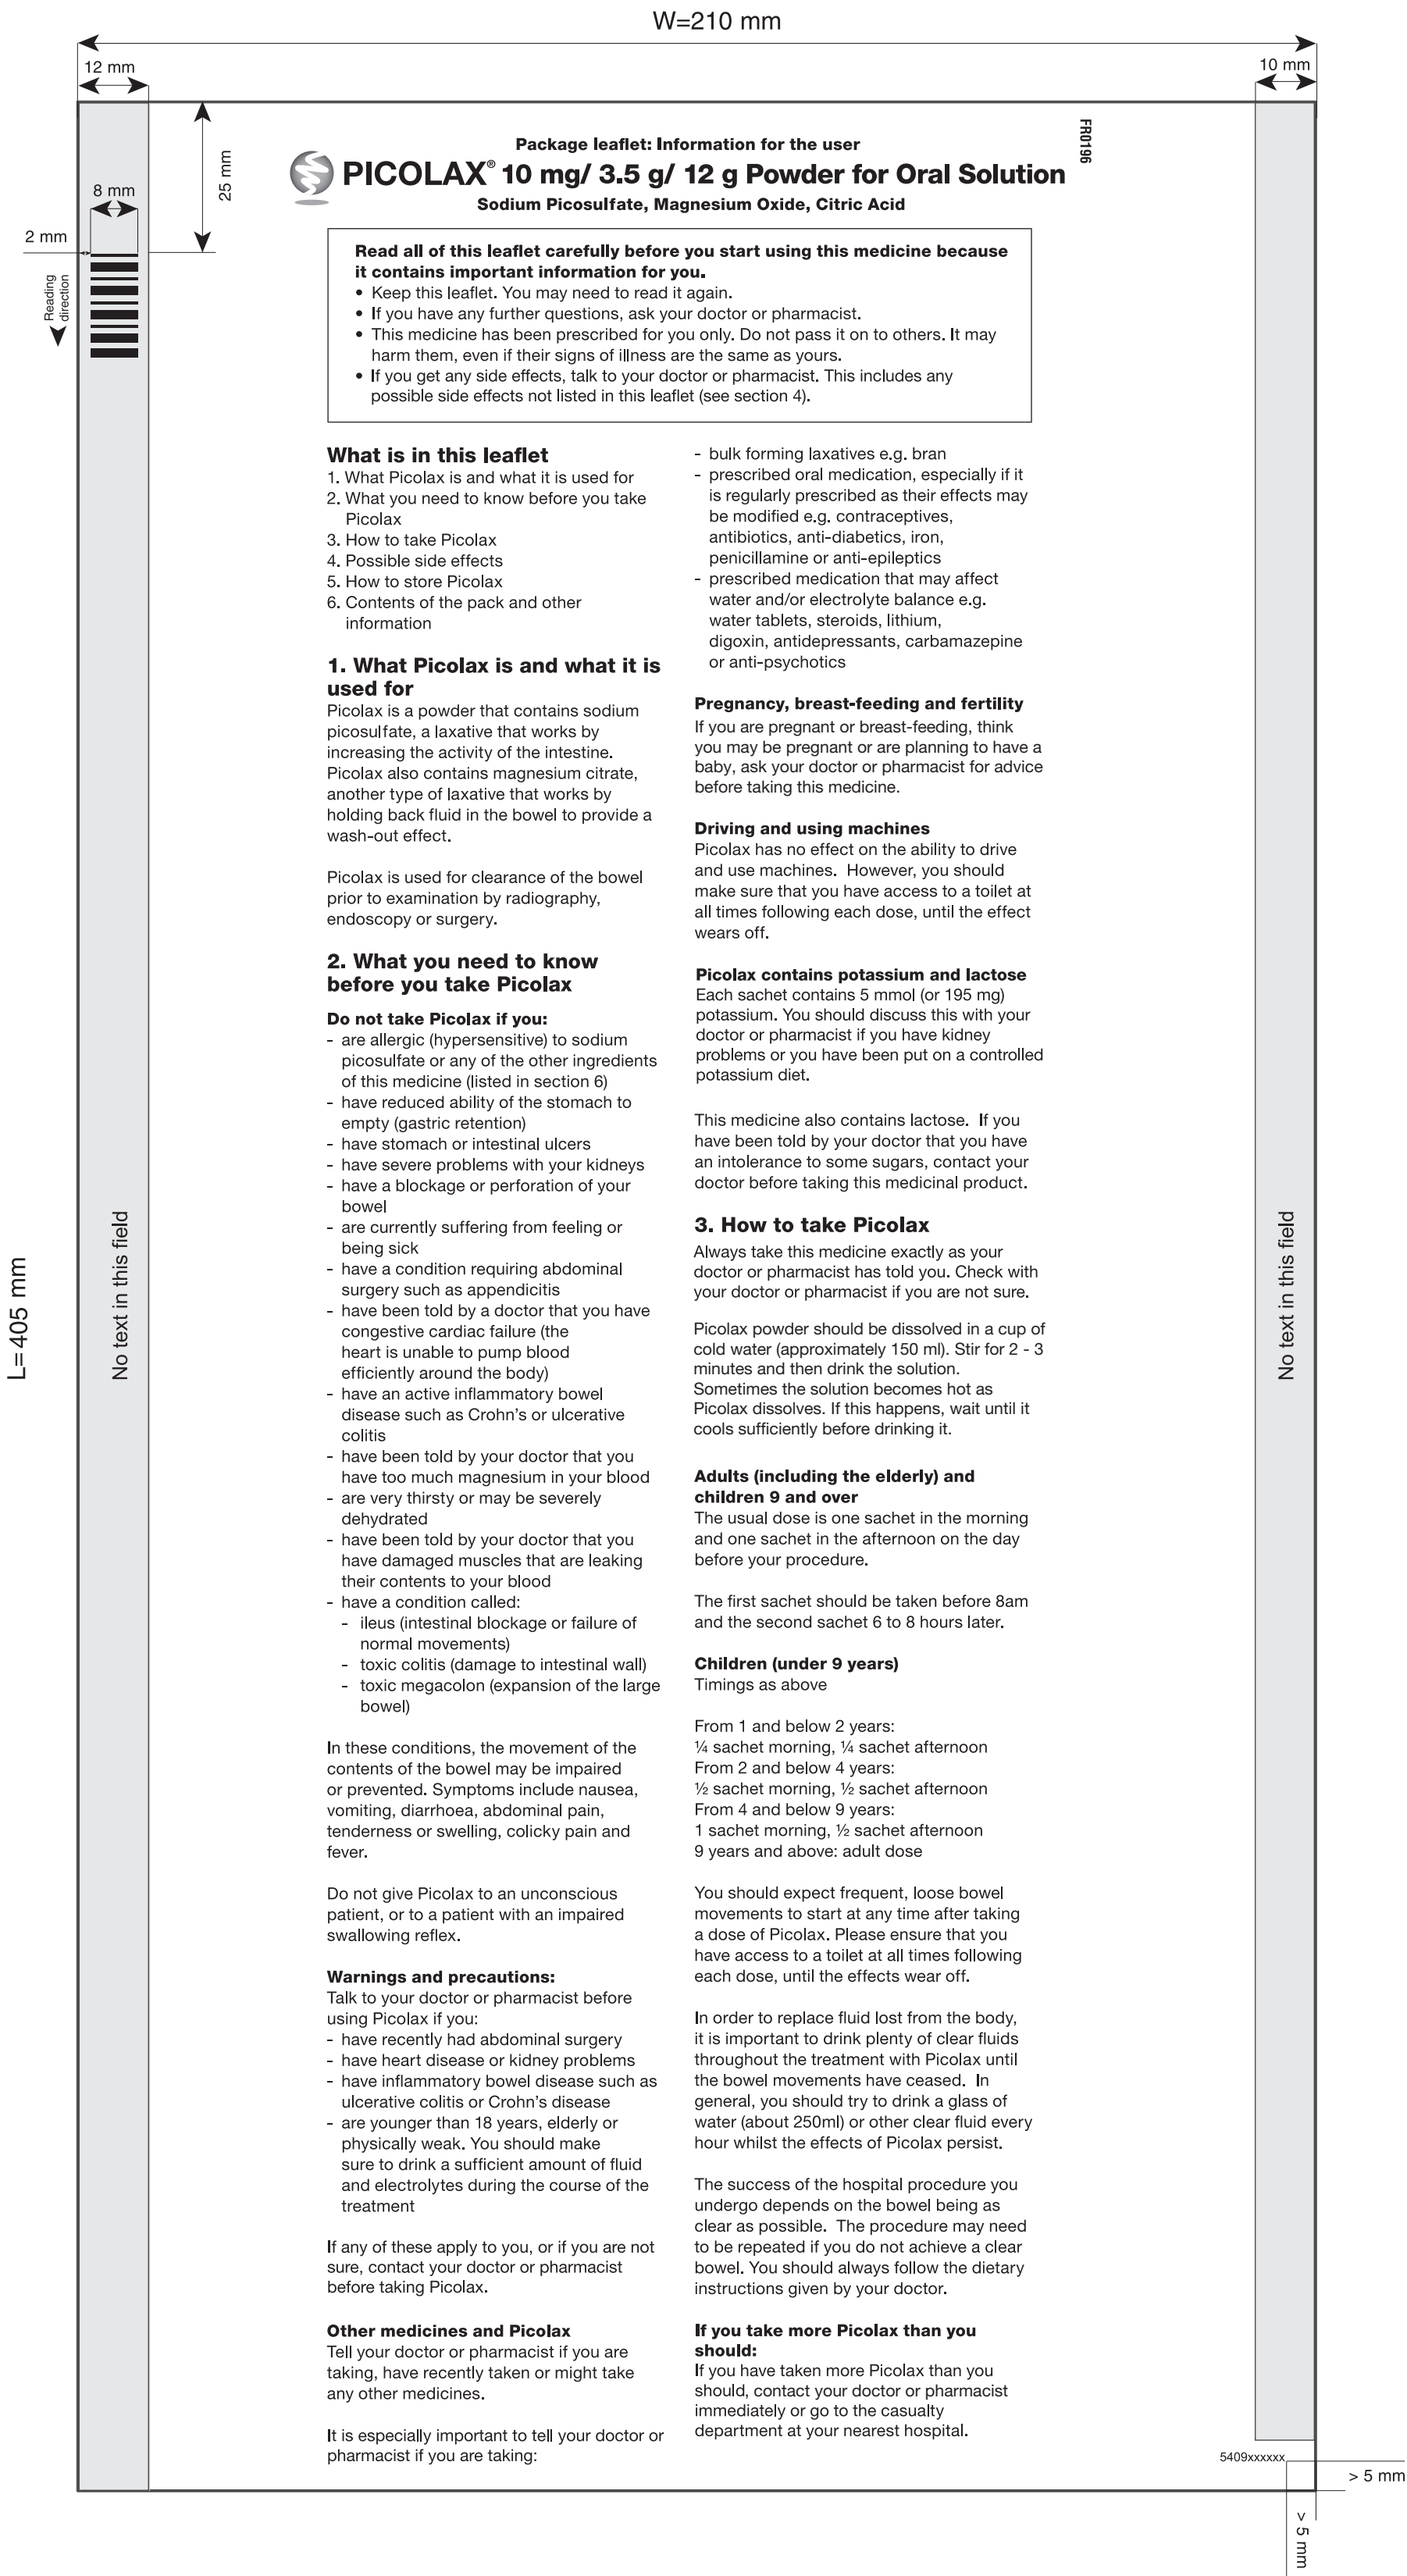 W=210 mm
12 mm
10 mm
25 mm
8 mm
2 mm
Reading
direction
FR0196
Package leaflet: Information for the user
PICOLAX® 10 mg/ 3.5 g/ 12 g Powder for Oral Solution
Sodium Picosulfate, Magnesium Oxide, Citric Acid
Read all of this leaflet carefully before you start using this medicine because
it contains important information for you.
• Keep this leaflet. You may need to read it again.
• If you have any further questions, ask your doctor or pharmacist.
• This medicine has been prescribed for you only. Do not pass it on to others. It may
harm them, even if their signs of illness are the same as yours.
• If you get any side effects, talk to your doctor or pharmacist. This includes any
possible side effects not listed in this leaflet (see section 4).
What is in this leaflet
1. What Picolax is and what it is used for
2. What you need to know before you take
Picolax
3. How to take Picolax
4. Possible side effects
5. How to store Picolax
6. Contents of the pack and other
information
1. What Picolax is and what it is
used for
Picolax is a powder that contains sodium
picosulfate, a laxative that works by
increasing the activity of the intestine.
Picolax also contains magnesium citrate,
another type of laxative that works by
holding back fluid in the bowel to provide a
wash-out effect.
Picolax is used for clearance of the bowel
prior to examination by radiography,
endoscopy or surgery.
2. What you need to know
before you take Picolax
Do not take Picolax if you:
- are allergic (hypersensitive) to sodium
picosulfate or any of the other ingredients
of this medicine (listed in section 6)
- have reduced ability of the stomach to
empty (gastric retention)
- have stomach or intestinal ulcers
- have severe problems with your kidneys
- have a blockage or perforation of your
bowel
- are currently suffering from feeling or
being sick
- have a condition requiring abdominal
surgery such as appendicitis
- have been told by a doctor that you have
congestive cardiac failure (the
heart is unable to pump blood
efficiently around the body)
- have an active inflammatory bowel
disease such as Crohn's or ulcerative
colitis
- have been told by your doctor that you
have too much magnesium in your blood
- are very thirsty or may be severely
dehydrated
- have been told by your doctor that you
have damaged muscles that are leaking
their contents to your blood
- have a condition called:
- ileus (intestinal blockage or failure of
normal movements)
- toxic colitis (damage to intestinal wall)
- toxic megacolon (expansion of the large
bowel)
In these conditions, the movement of the
contents of the bowel may be impaired
or prevented. Symptoms include nausea,
vomiting, diarrhoea, abdominal pain,
tenderness or swelling, colicky pain and
fever.
Do not give Picolax to an unconscious
patient, or to a patient with an impaired
swallowing reflex.
Warnings and precautions:
Talk to your doctor or pharmacist before
using Picolax if you:
- have recently had abdominal surgery
- have heart disease or kidney problems
- have inflammatory bowel disease such as
ulcerative colitis or Crohn's disease
- are younger than 18 years, elderly or
physically weak. You should make
sure to drink a sufficient amount of fluid
and electrolytes during the course of the
treatment
If any of these apply to you, or if you are not
sure, contact your doctor or pharmacist
before taking Picolax.
Other medicines and Picolax
Tell your doctor or pharmacist if you are
taking, have recently taken or might take
any other medicines.
It is especially important to tell your doctor or
pharmacist if you are taking:
- bulk forming laxatives e.g. bran
- prescribed oral medication, especially if it
is regularly prescribed as their effects may
be modified e.g. contraceptives,
antibiotics, anti-diabetics, iron,
penicillamine or anti-epileptics
- prescribed medication that may affect
water and/or electrolyte balance e.g.
water tablets, steroids, lithium,
digoxin, antidepressants, carbamazepine
or anti-psychotics
Pregnancy, breast-feeding and fertility
If you are pregnant or breast-feeding, think
you may be pregnant or are planning to have a
baby, ask your doctor or pharmacist for advice
before taking this medicine.
Driving and using machines
Picolax has no effect on the ability to drive
and use machines. However, you should
make sure that you have access to a toilet at
all times following each dose, until the effect
wears off.
Picolax contains potassium and lactose
Each sachet contains 5 mmol (or 195 mg)
potassium. You should discuss this with your
doctor or pharmacist if you have kidney
problems or you have been put on a controlled
potassium diet.
This medicine also contains lactose. If you
have been told by your doctor that you have
an intolerance to some sugars, contact your
doctor before taking this medicinal product.
3. How to take Picolax
Always take this medicine exactly as your
doctor or pharmacist has told you. Check with
your doctor or pharmacist if you are not sure.
Picolax powder should be dissolved in a cup of
cold water (approximately 150 ml). Stir for 2 - 3
minutes and then drink the solution.
Sometimes the solution becomes hot as
Picolax dissolves. If this happens, wait until it
cools sufficiently before drinking it.
Adults (including the elderly) and
children 9 and over
The usual dose is one sachet in the morning
and one sachet in the afternoon on the day
before your procedure.
The first sachet should be taken before 8am
and the second sachet 6 to 8 hours later.
Children (under 9 years)
Timings as above
From 1 and below 2 years:
¼ sachet morning, ¼ sachet afternoon
From 2 and below 4 years:
½ sachet morning, ½ sachet afternoon
From 4 and below 9 years:
1 sachet morning, ½ sachet afternoon
9 years and above: adult dose
You should expect frequent, loose bowel
movements to start at any time after taking
a dose of Picolax. Please ensure that you
have access to a toilet at all times following
each dose, until the effects wear off.
In order to replace fluid lost from the body,
it is important to drink plenty of clear fluids
throughout the treatment with Picolax until
the bowel movements have ceased. In
general, you should try to drink a glass of
water (about 250ml) or other clear fluid every
hour whilst the effects of Picolax persist.
The success of the hospital procedure you
undergo depends on the bowel being as
clear as possible. The procedure may need
to be repeated if you do not achieve a clear
bowel. You should always follow the dietary
instructions given by your doctor.
If you take more Picolax than you
should:
If you have taken more Picolax than you
should, contact your doctor or pharmacist
immediately or go to the casualty
department at your nearest hospital.
L=405 mm
No text in this field
No text in this field
5409xxxxxx
> 5 mm
> 5 mm